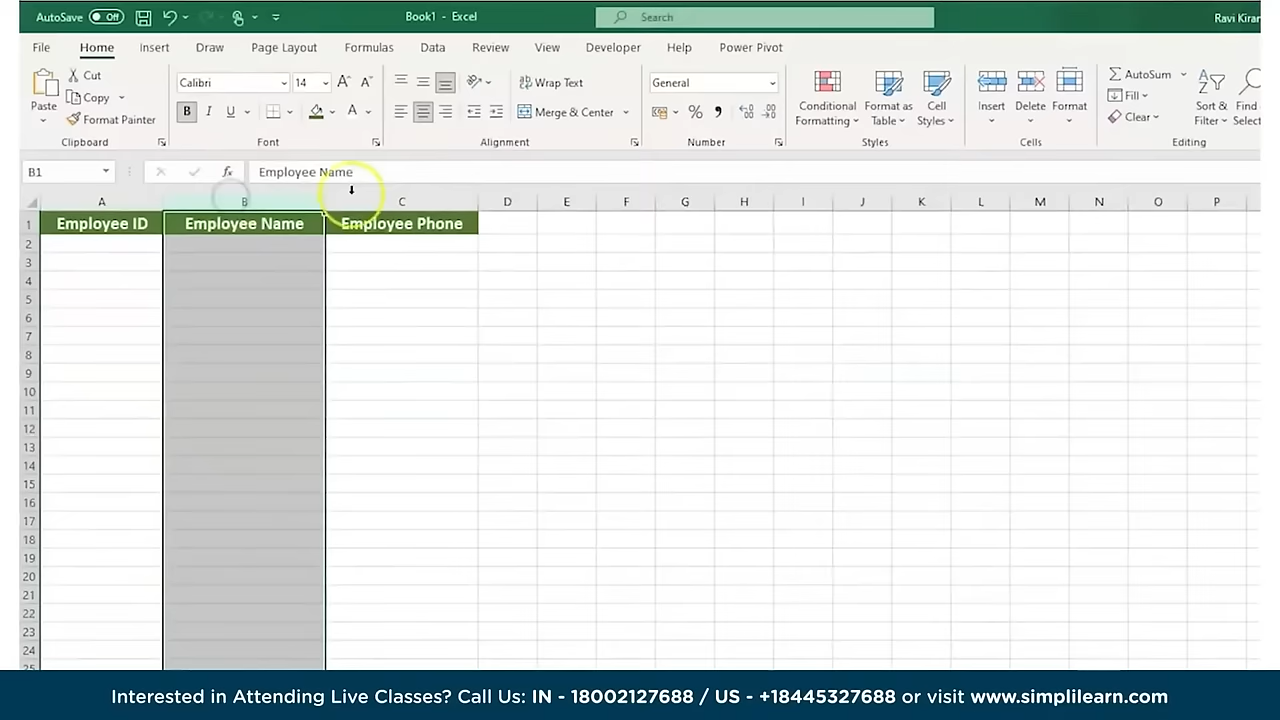 AutoSave Off Book1 - Excel Search Ravi Kiran
File Home Insert Draw Page Layout Formulas Data Review View Developer Help Power Pivot
Paste
Cut
Copy
Format Painter
Clipboard
Calibri 14
B I U
Font
Wrap Text
Merge & Center
Alignment
General
Number
Conditional Formatting
Format as Table
Cell Styles
Styles
Insert Delete Format
Cells
AutoSum
Fill
Clear
Sort & Filter
Find
Select
Editing
B1 fx Employee Name
A B C D E F G H I J K L M N O P
1 Employee ID Employee Name Employee Phone
2
3
4
5
6
7
8
9
10
11
12
13
14
15
16
17
18
19
20
21
22
23
24
25
Interested in Attending Live Classes? Call Us: IN - 18002127688 / US - +18445327688 or visit www.simplilearn.com